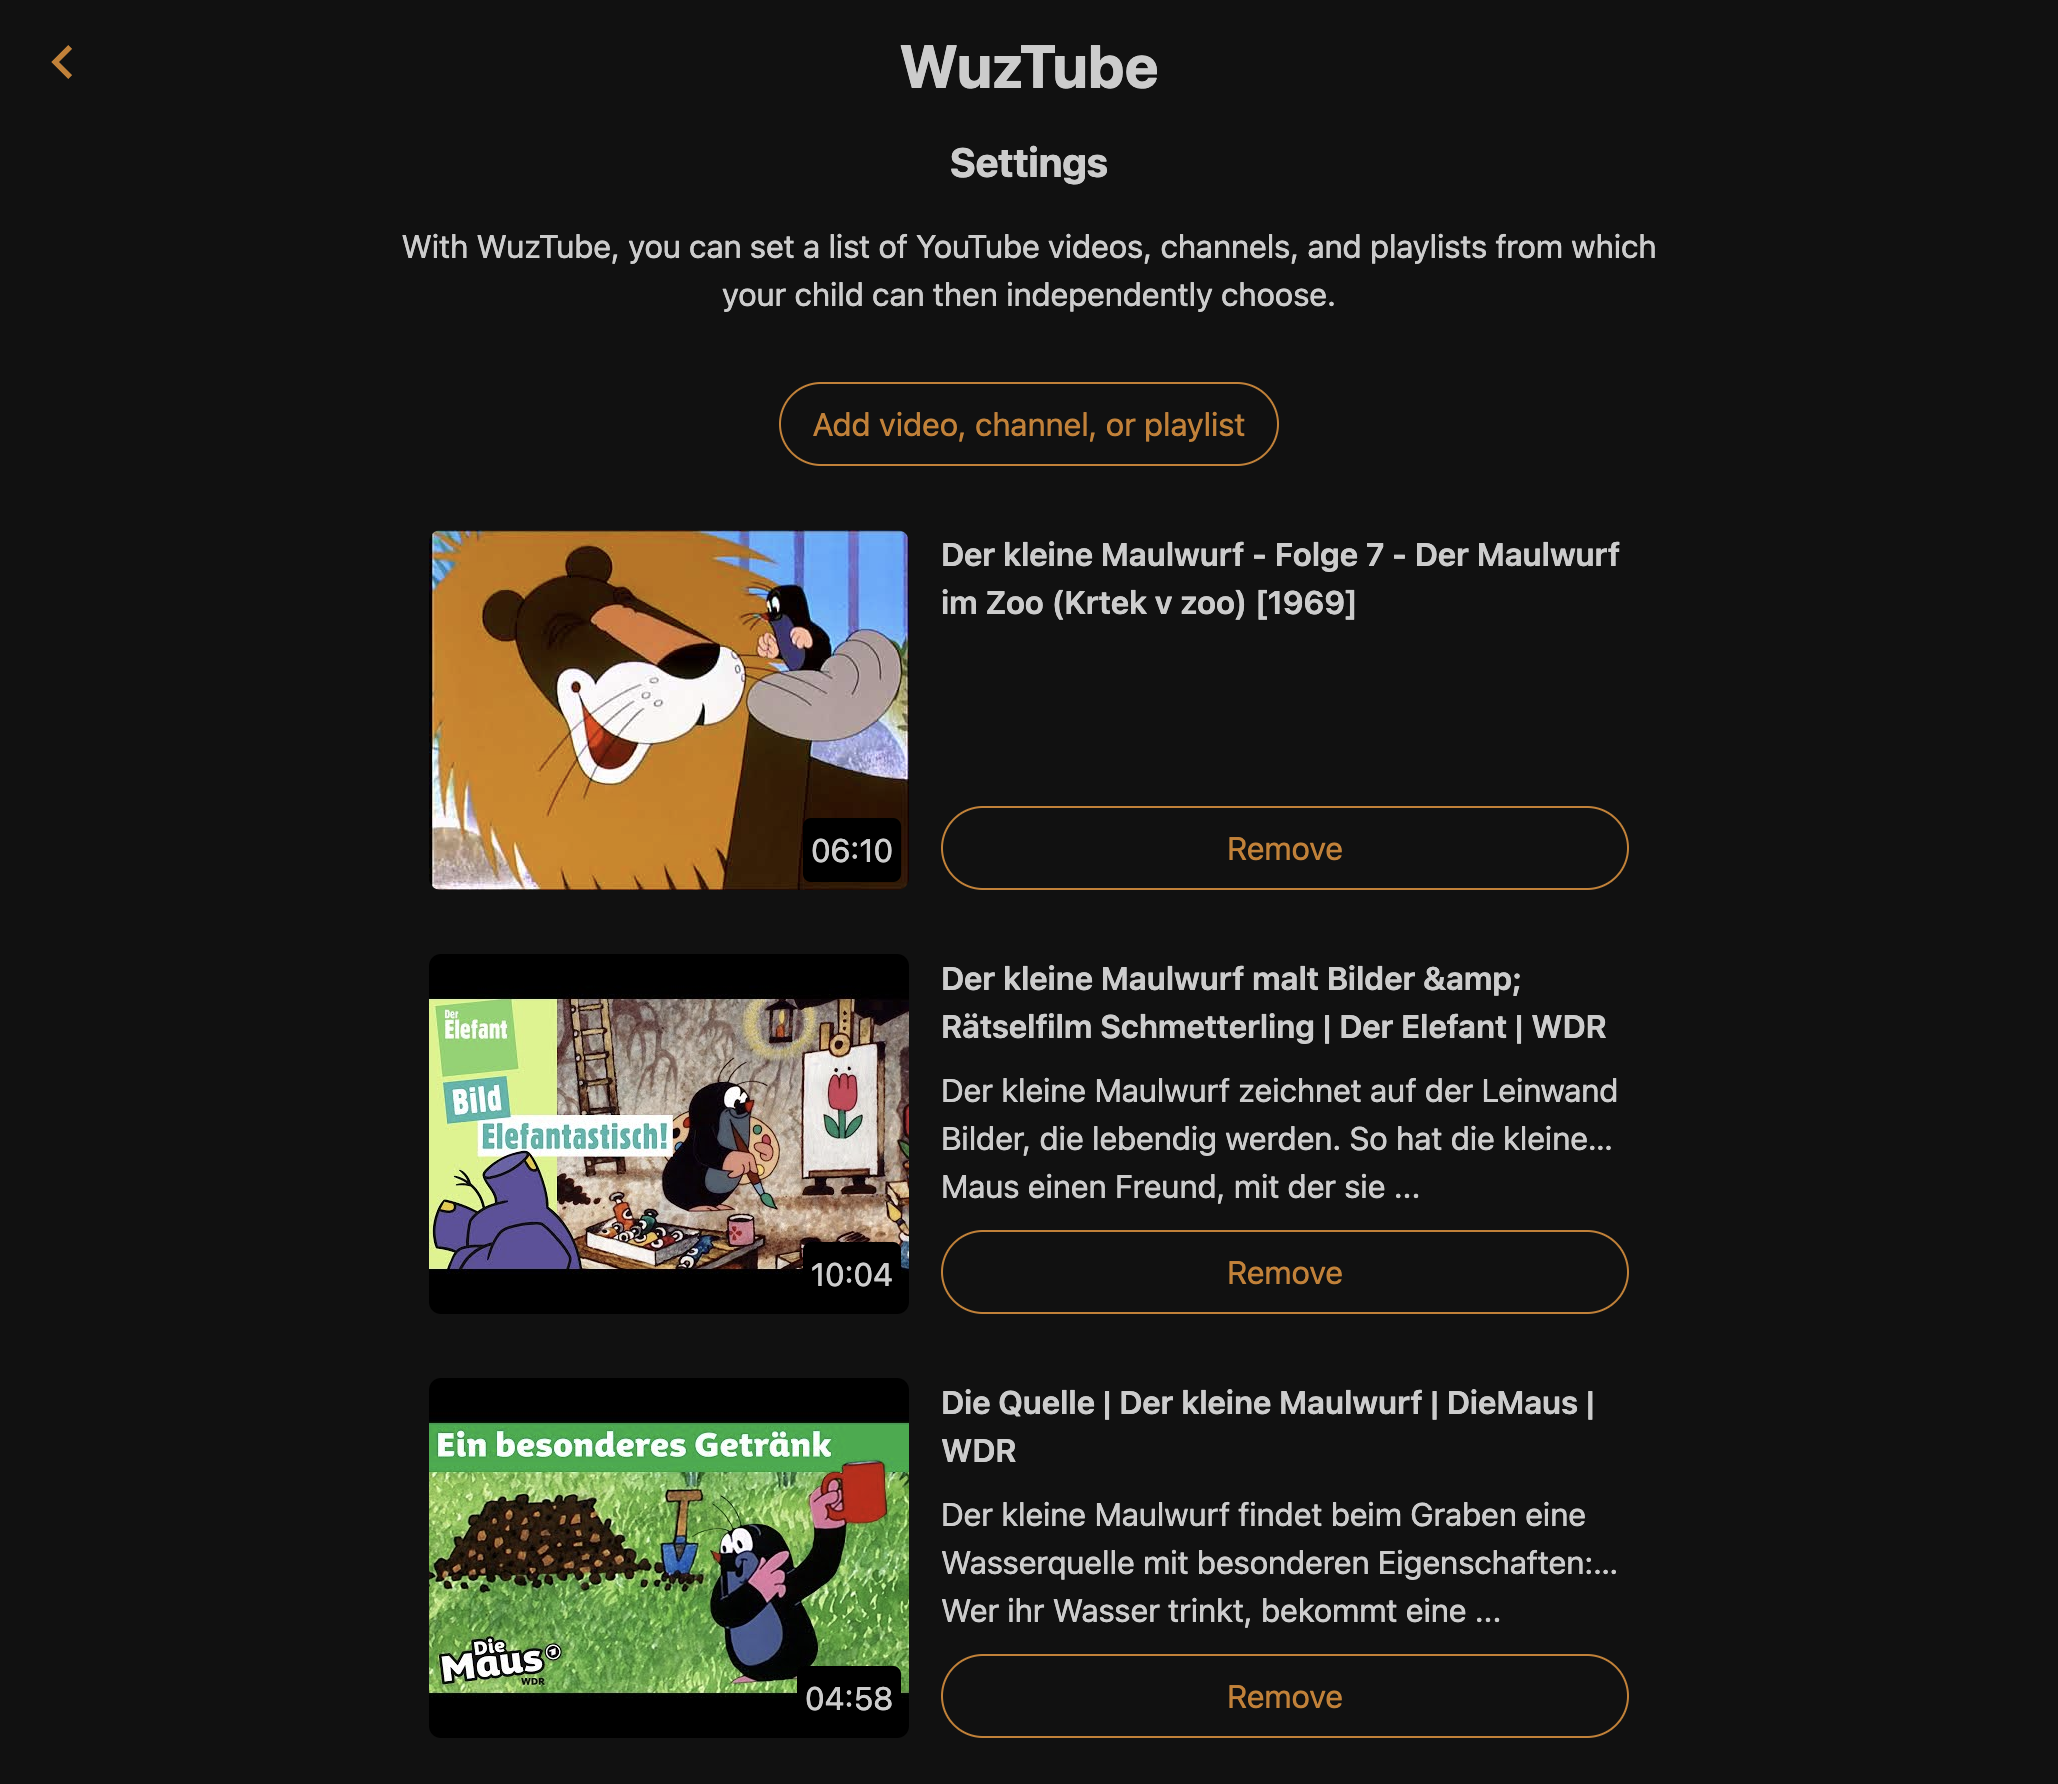 WuzTube
Settings
With WuzTube, you can set a list of YouTube videos, channels, and playlists from which
your child can then independently choose.
Add video, channel, or playlist
06:10
Der kleine Maulwurf - Folge 7 - Der Maulwurf
im Zoo (Krtek v zoo) [1969]
Remove
Der
Elefant
Bild
Elefantastisch!
10:04
Der kleine Maulwurf malt Bilder &amp;
Rätselfilm Schmetterling | Der Elefant | WDR
Der kleine Maulwurf zeichnet auf der Leinwand
Bilder, die lebendig werden. So hat die kleine...
Maus einen Freund, mit der sie ...
Remove
Ein besonderes Getränk
Die
Maus
WDR
04:58
Die Quelle | Der kleine Maulwurf | DieMaus |
WDR
Der kleine Maulwurf findet beim Graben eine
Wasserquelle mit besonderen Eigenschaften:...
Wer ihr Wasser trinkt, bekommt eine ...
Remove